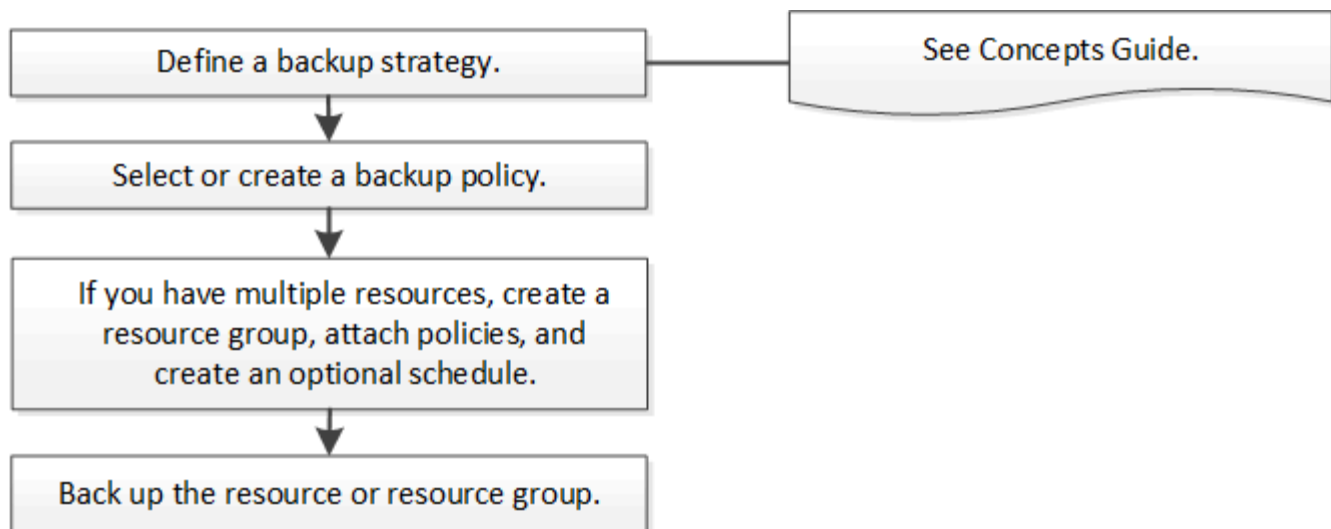 Define a backup strategy.
See Concepts Guide.
Select or create a backup policy.
If you have multiple resources, create a
resource group, attach policies, and
create an optional schedule.
Back up the resource or resource group.